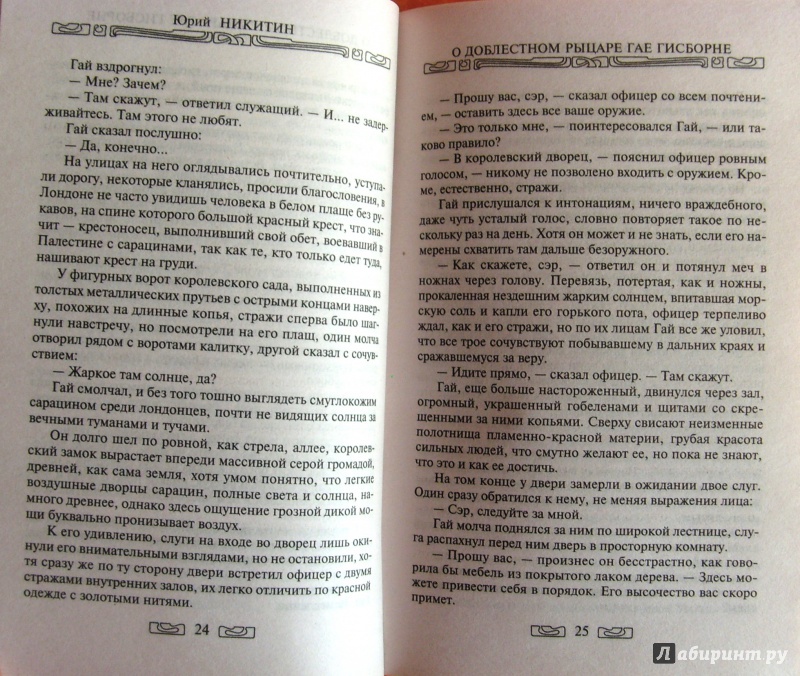 Юрий НИКИТИН
Гай вздрогнул:
— Мне? Зачем?
— Там скажут, — ответил служащий. — И... не задер-
живайтесь. Там этого не любят.
Гай сказал послушно:
— Да, конечно...
На улицах на него оглядывались почтительно, уступа-
ли дорогу, некоторые кланялись, просили благословения, в
Лондоне не часто увидишь человека в белом плаще без ру-
кавов, на спине которого большой красный крест, что зна-
чит — крестоносец, выполнивший свой обет, воевавший в
Палестине с сарацинами, так как те, кто только едет туда,
нашивают крест на груди.
У фигурных ворот королевского сада, выполненных из
толстых металлических прутьев с острыми концами навер-
ху, похожих на длинные копья, стражи сперва было шаг-
нули навстречу, но посмотрели на его плащ, один молча
отворил рядом с воротами калитку, другой сказал с сочув-
ствием:
— Жаркое там солнце, да?
Гай смолчал, и без того тошно выглядеть смуглокожим
сарацином среди лондонцев, почти не видящих солнца за
вечными туманами и тучами.
Он долго шел по ровной, как стрела, аллее, королев-
ский замок вырастает впереди массивной серой громадой,
древней, как сама земля, хотя умом понятно, что легкие
воздушные дворцы сарацин, полные света и солнца, на-
много древнее, однако здесь ощущение грозной дикой мо-
щи буквально пронизывает воздух.
К его удивлению, слуги на входе во дворец лишь оки-
нули его внимательными взглядами, но не остановили, хо-
тя сразу же по ту сторону двери встретил офицер с двумя
стражами внутренних залов, их легко отличить по красной
одежде с золотыми нитями.
24
О ДОБЛЕСТНОМ РЫЦАРЕ ГАЕ ГИСБОРНЕ
— Прошу вас, сэр, — сказал офицер со всем почтени-
ем, — оставить здесь все ваше оружие.
— Это только мне, — поинтересовался Гай, — или та-
ково правило?
— В королевский дворец, — пояснил офицер ровным
голосом, — никому не позволено входить с оружием. Кро-
ме, естественно, стражи.
Гай прислушался к интонациям, ничего враждебного,
даже чуть усталый голос, словно повторяет такое по не-
скольку раз на день. Хотя он может и не знать, если его на-
мерены схватить там дальше безоружного.
— Как скажете, сэр, — ответил он и потянул меч в
ножнах через голову. Перевязь, потертая, как и ножны,
прокаленная нездешним жарким солнцем, впитавшая мор-
скую соль и капли его горького пота, офицер терпеливо
ждал, как и его стражи, но по их лицам Гай все же уловил,
что все трое сочувствуют побывавшему в дальних краях и
сражавшемуся за веру.
— Идите прямо, — сказал офицер. — Там скажут.
Гай, еще больше настороженный, двинулся через зал,
огромный, украшенный гобеленами и щитами со скре-
щенными за ними копьями. Сверху свисают неизменные
полотнища пламенно-красной материи, грубая красота
сильных людей, что смутно желают ее, но пока не знают,
что это и как ее достичь.
На том конце у двери замерли в ожидании двое слуг.
Один сразу обратился к нему, не меняя выражения лица:
— Сэр, следуйте за мной.
Гай молча поднялся за ним по широкой лестнице, слу-
га распахнул перед ним дверь в просторную комнату.
— Прошу вас, — произнес он бесстрастно, как гово-
рила бы мебель из покрытого лаком дерева. — Здесь мо-
жете привести себя в порядок. Его высочество вас скоро
примет.
25
Лабиринт.ру